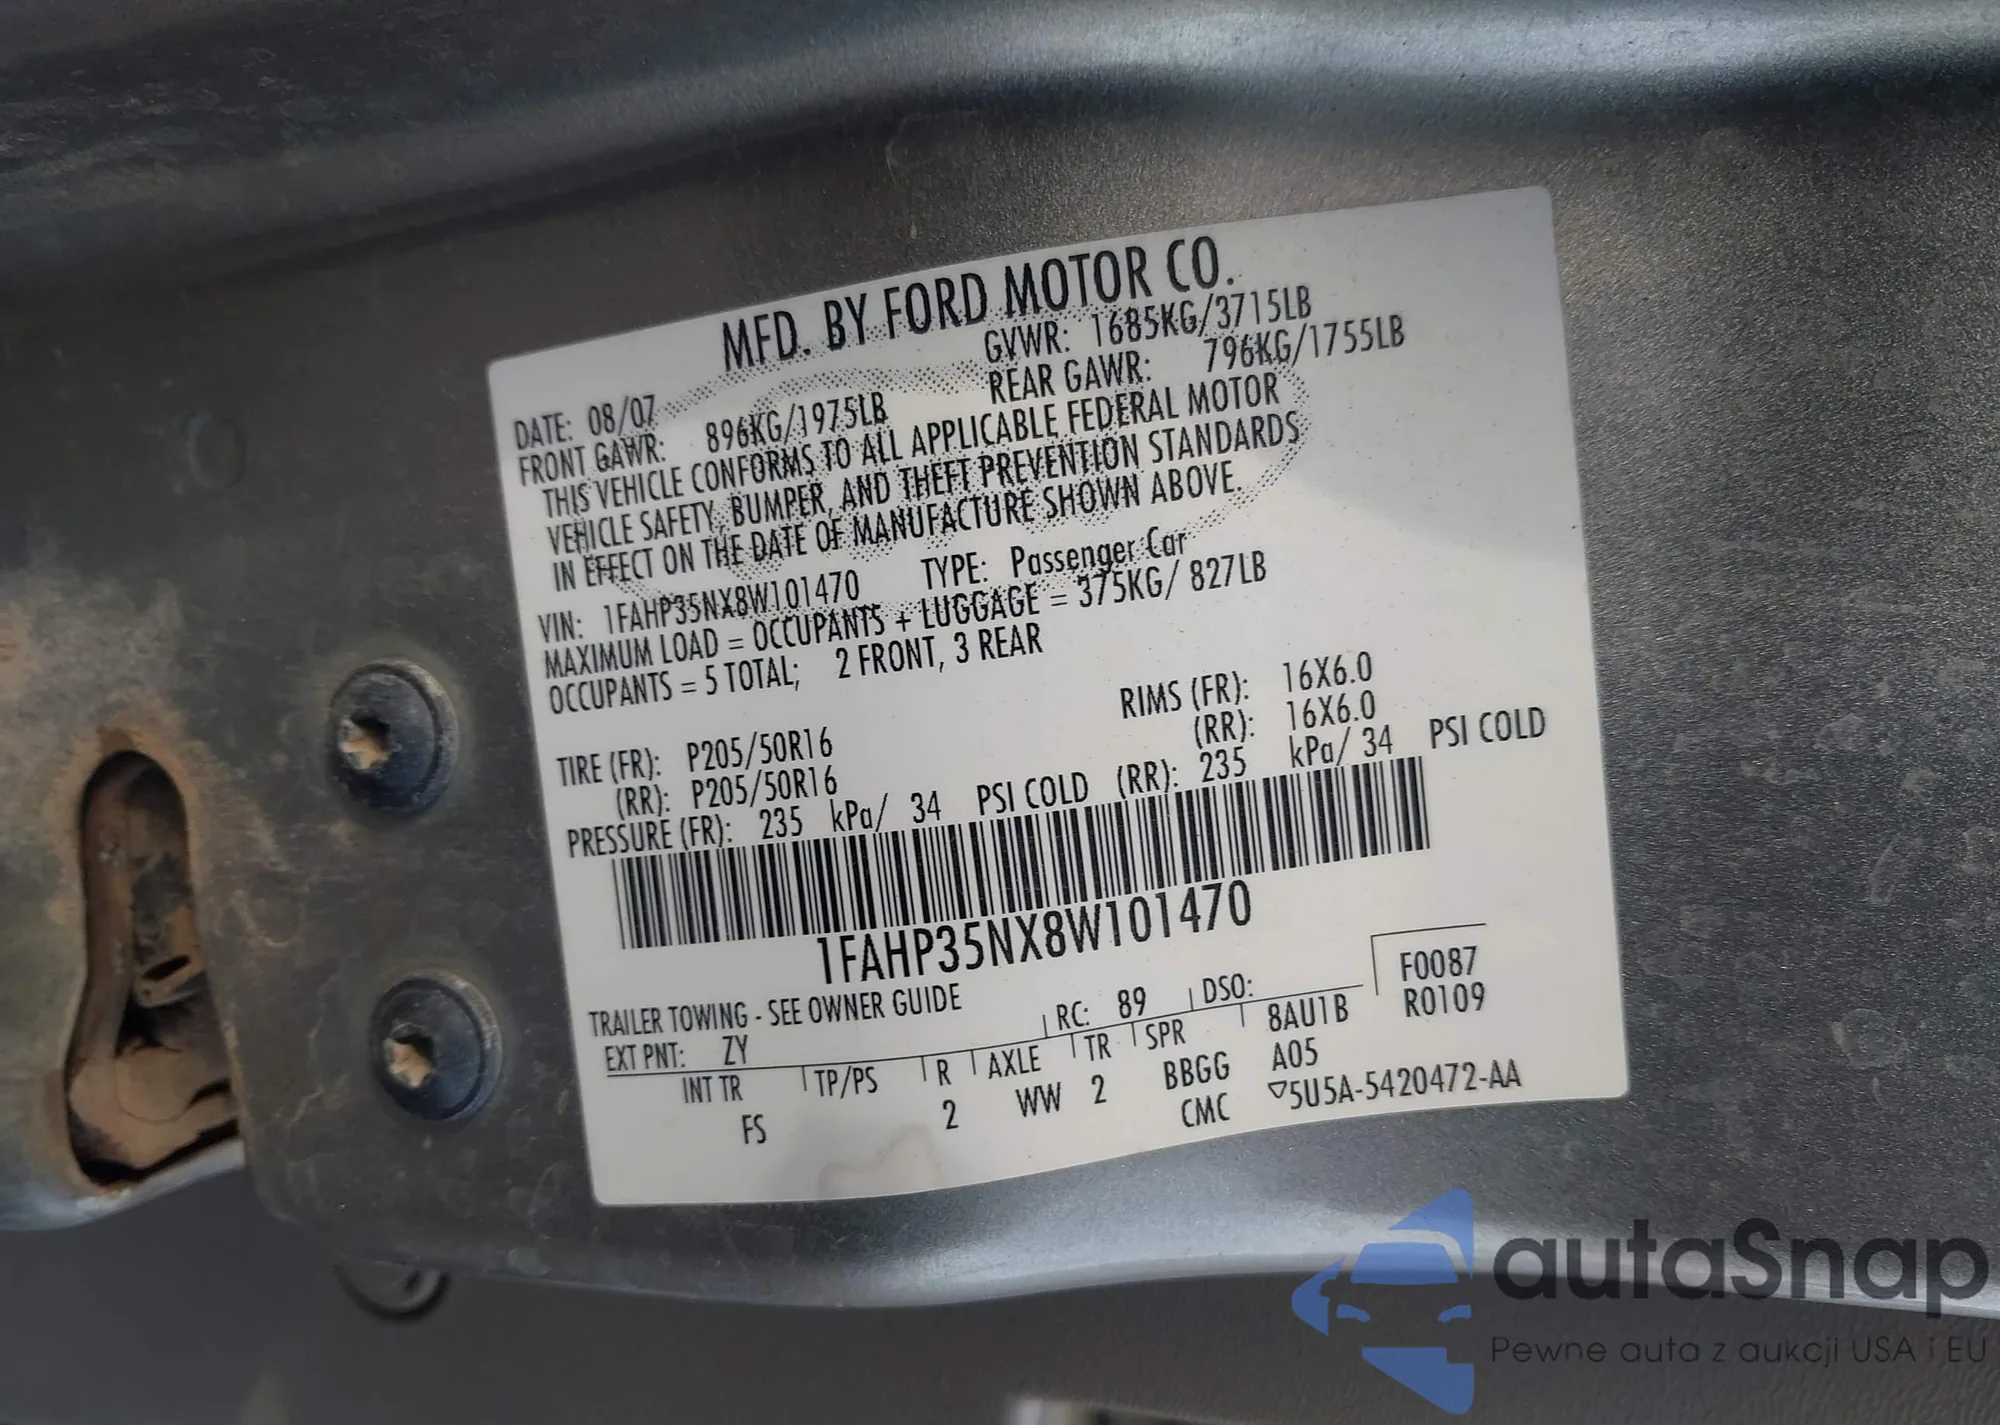 MFD. BY FORD MOTOR CO.
DATE: 08/07 GVWR: 1685KG/3715LB
FRONT GAWR: 896KG/1975LB REAR GAWR: 796KG/1755LB
THIS VEHICLE CONFORMS TO ALL APPLICABLE FEDERAL MOTOR
VEHICLE SAFETY, BUMPER, AND THEFT PREVENTION STANDARDS
IN EFFECT ON THE DATE OF MANUFACTURE SHOWN ABOVE.
VIN: 1FAHP35NX8W101470 TYPE: Passenger Car
MAXIMUM LOAD = OCCUPANTS + LUGGAGE = 375KG/ 827LB
OCCUPANTS = 5 TOTAL; 2 FRONT, 3 REAR
TIRE (FR): P205/50R16 RIMS (FR): 16X6.0
(RR): P205/50R16 (RR): 16X6.0
PRESSURE (FR): 235 kPa/ 34 PSI COLD (RR): 235 kPa/ 34 PSI COLD
1FAHP35NX8W101470
TRAILER TOWING - SEE OWNER GUIDE
F0087
EXT PNT: ZY RC: 89 DSO: R0109
INT TR TP/PS R AXLE TR SPR 8AU1B
FS 2 WW 2 BBGG A05
CMC ▽5U5A-5420472-AA
autaSnap
Pewne auta z aukcji USA i EU